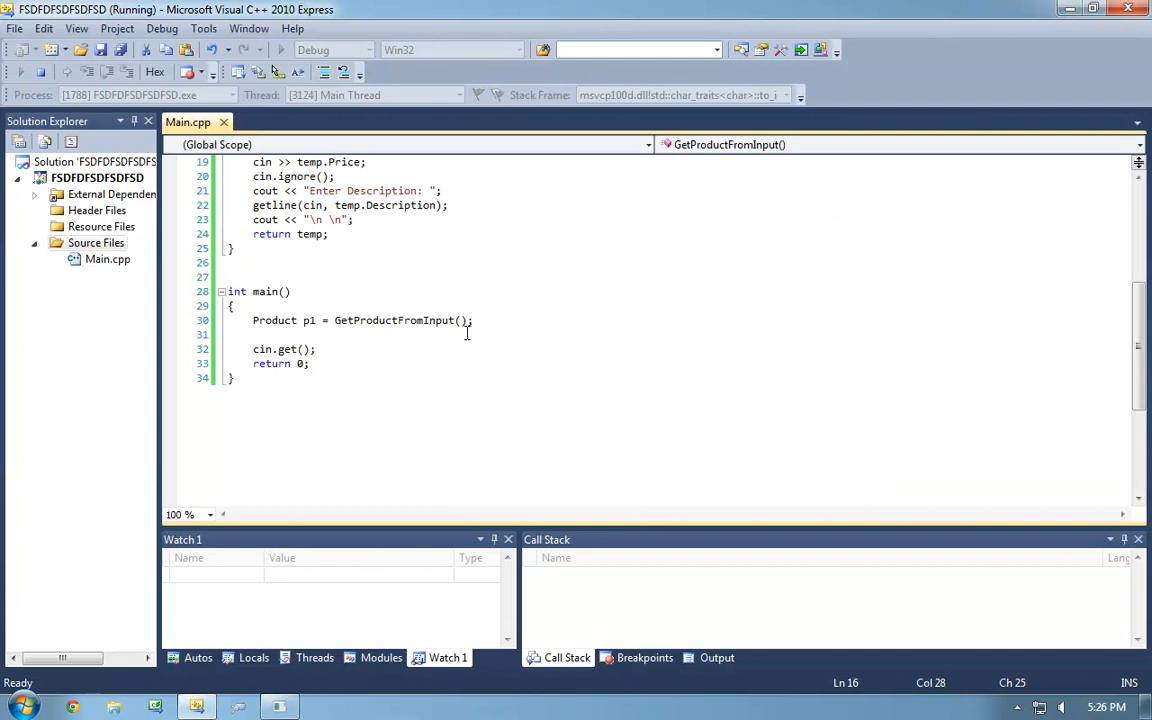 FSDFDFSDFSDFSD (Running) - Microsoft Visual C++ 2010 Express
File Edit View Project Debug Tools Window Help
Debug Win32
Hex
Process: [1788] FSDFDFSDFSDFSD.exe Thread: [3124] Main Thread Stack Frame: msvcp100d.dll!std::char_traits<char>::to_i
Solution Explorer
Main.cpp
(Global Scope) GetProductFromInput()
Solution 'FSDFDFSDFSDFS
FSDFDFSDFSDFSD
External Dependen
Header Files
Resource Files
Source Files
Main.cpp
19 cin >> temp.Price;
20 cin.ignore();
21 cout << "Enter Description: ";
22 getline(cin, temp.Description);
23 cout << "\n \n";
24 return temp;
25 }
26
27
28 int main()
29 {
30 Product p1 = GetProductFromInput();
31
32 cin.get();
33 return 0;
34 }
100 %
Watch 1
Name Value Type
Call Stack
Name Lang
Autos Locals Threads Modules Watch 1
Call Stack Breakpoints Output
Ready Ln 16 Col 28 Ch 25 INS
5:26 PM